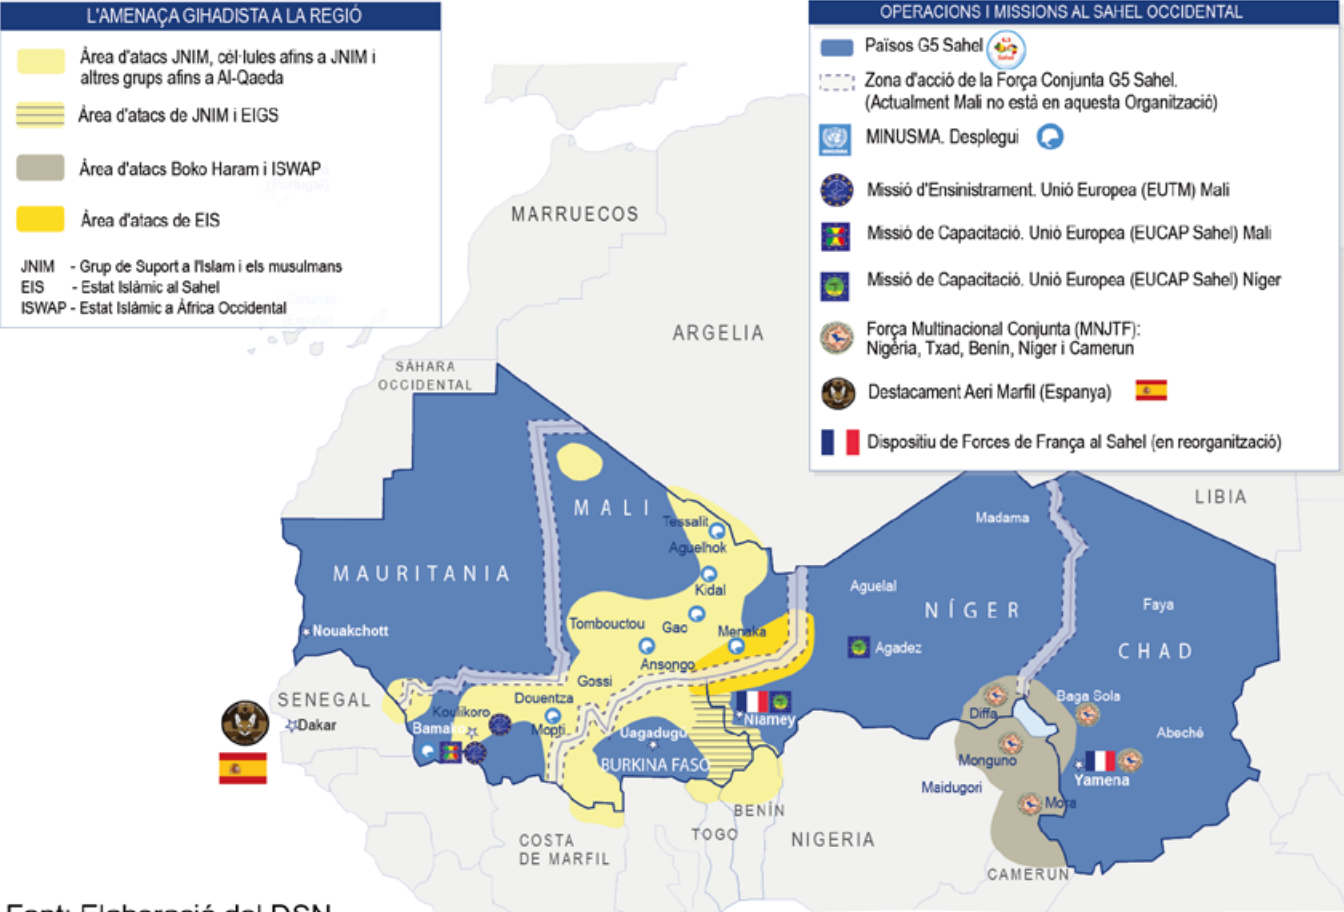 L'AMENAÇA GIHADISTA A LA REGIÓ
Àrea d'atacs JNIM, cèl·lules afins a JNIM i
altres grups afins a Al-Qaeda
Àrea d'atacs de JNIM i EIGS
Àrea d'atacs Boko Haram i ISWAP
Àrea d'atacs de EIS
JNIM - Grup de Suport a l'Islam i els musulmans
EIS - Estat Islàmic al Sahel
ISWAP - Estat Islàmic a Àfrica Occidental
OPERACIONS I MISSIONS AL SAHEL OCCIDENTAL
Països G5 Sahel
Zona d'acció de la Força Conjunta G5 Sahel.
(Actualment Mali no està en aquesta Organització)
MINUSMA. Desplegui
Missió d'Ensinistrament. Unió Europea (EUTM) Mali
Missió de Capacitació. Unió Europea (EUCAP Sahel) Mali
Missió de Capacitació. Unió Europea (EUCAP Sahel) Níger
Força Multinacional Conjunta (MNJTF):
Nigèria, Txad, Benín, Níger i Camerun
Destacament Aeri Marfil (Espanya)
Dispositiu de Forces de França al Sahel (en reorganització)
MARRUECOS
ARGELIA
SÁHARA
OCCIDENTAL
LIBIA
MALI
Madama
Tessalit
Aguelhok
MAURITANIA
Kidal
Aguelal
NÍGER
Faya
Nouakchott
Tombouctou
Gao
Menaka
Agadez
CHAD
Ansongo
Gossi
SENEGAL
Dakar
Douentza
Koulikoro
Bamako
Mopti
Niamey
Diffa
Baga Sola
Uagadugu
Abeché
BURKINA FASO
Monguno
Maidugori
Yamena
Mora
BENÍN
TOGO
NIGERIA
COSTA
DE MARFIL
CAMERUN
Font: Elaboració del DSN